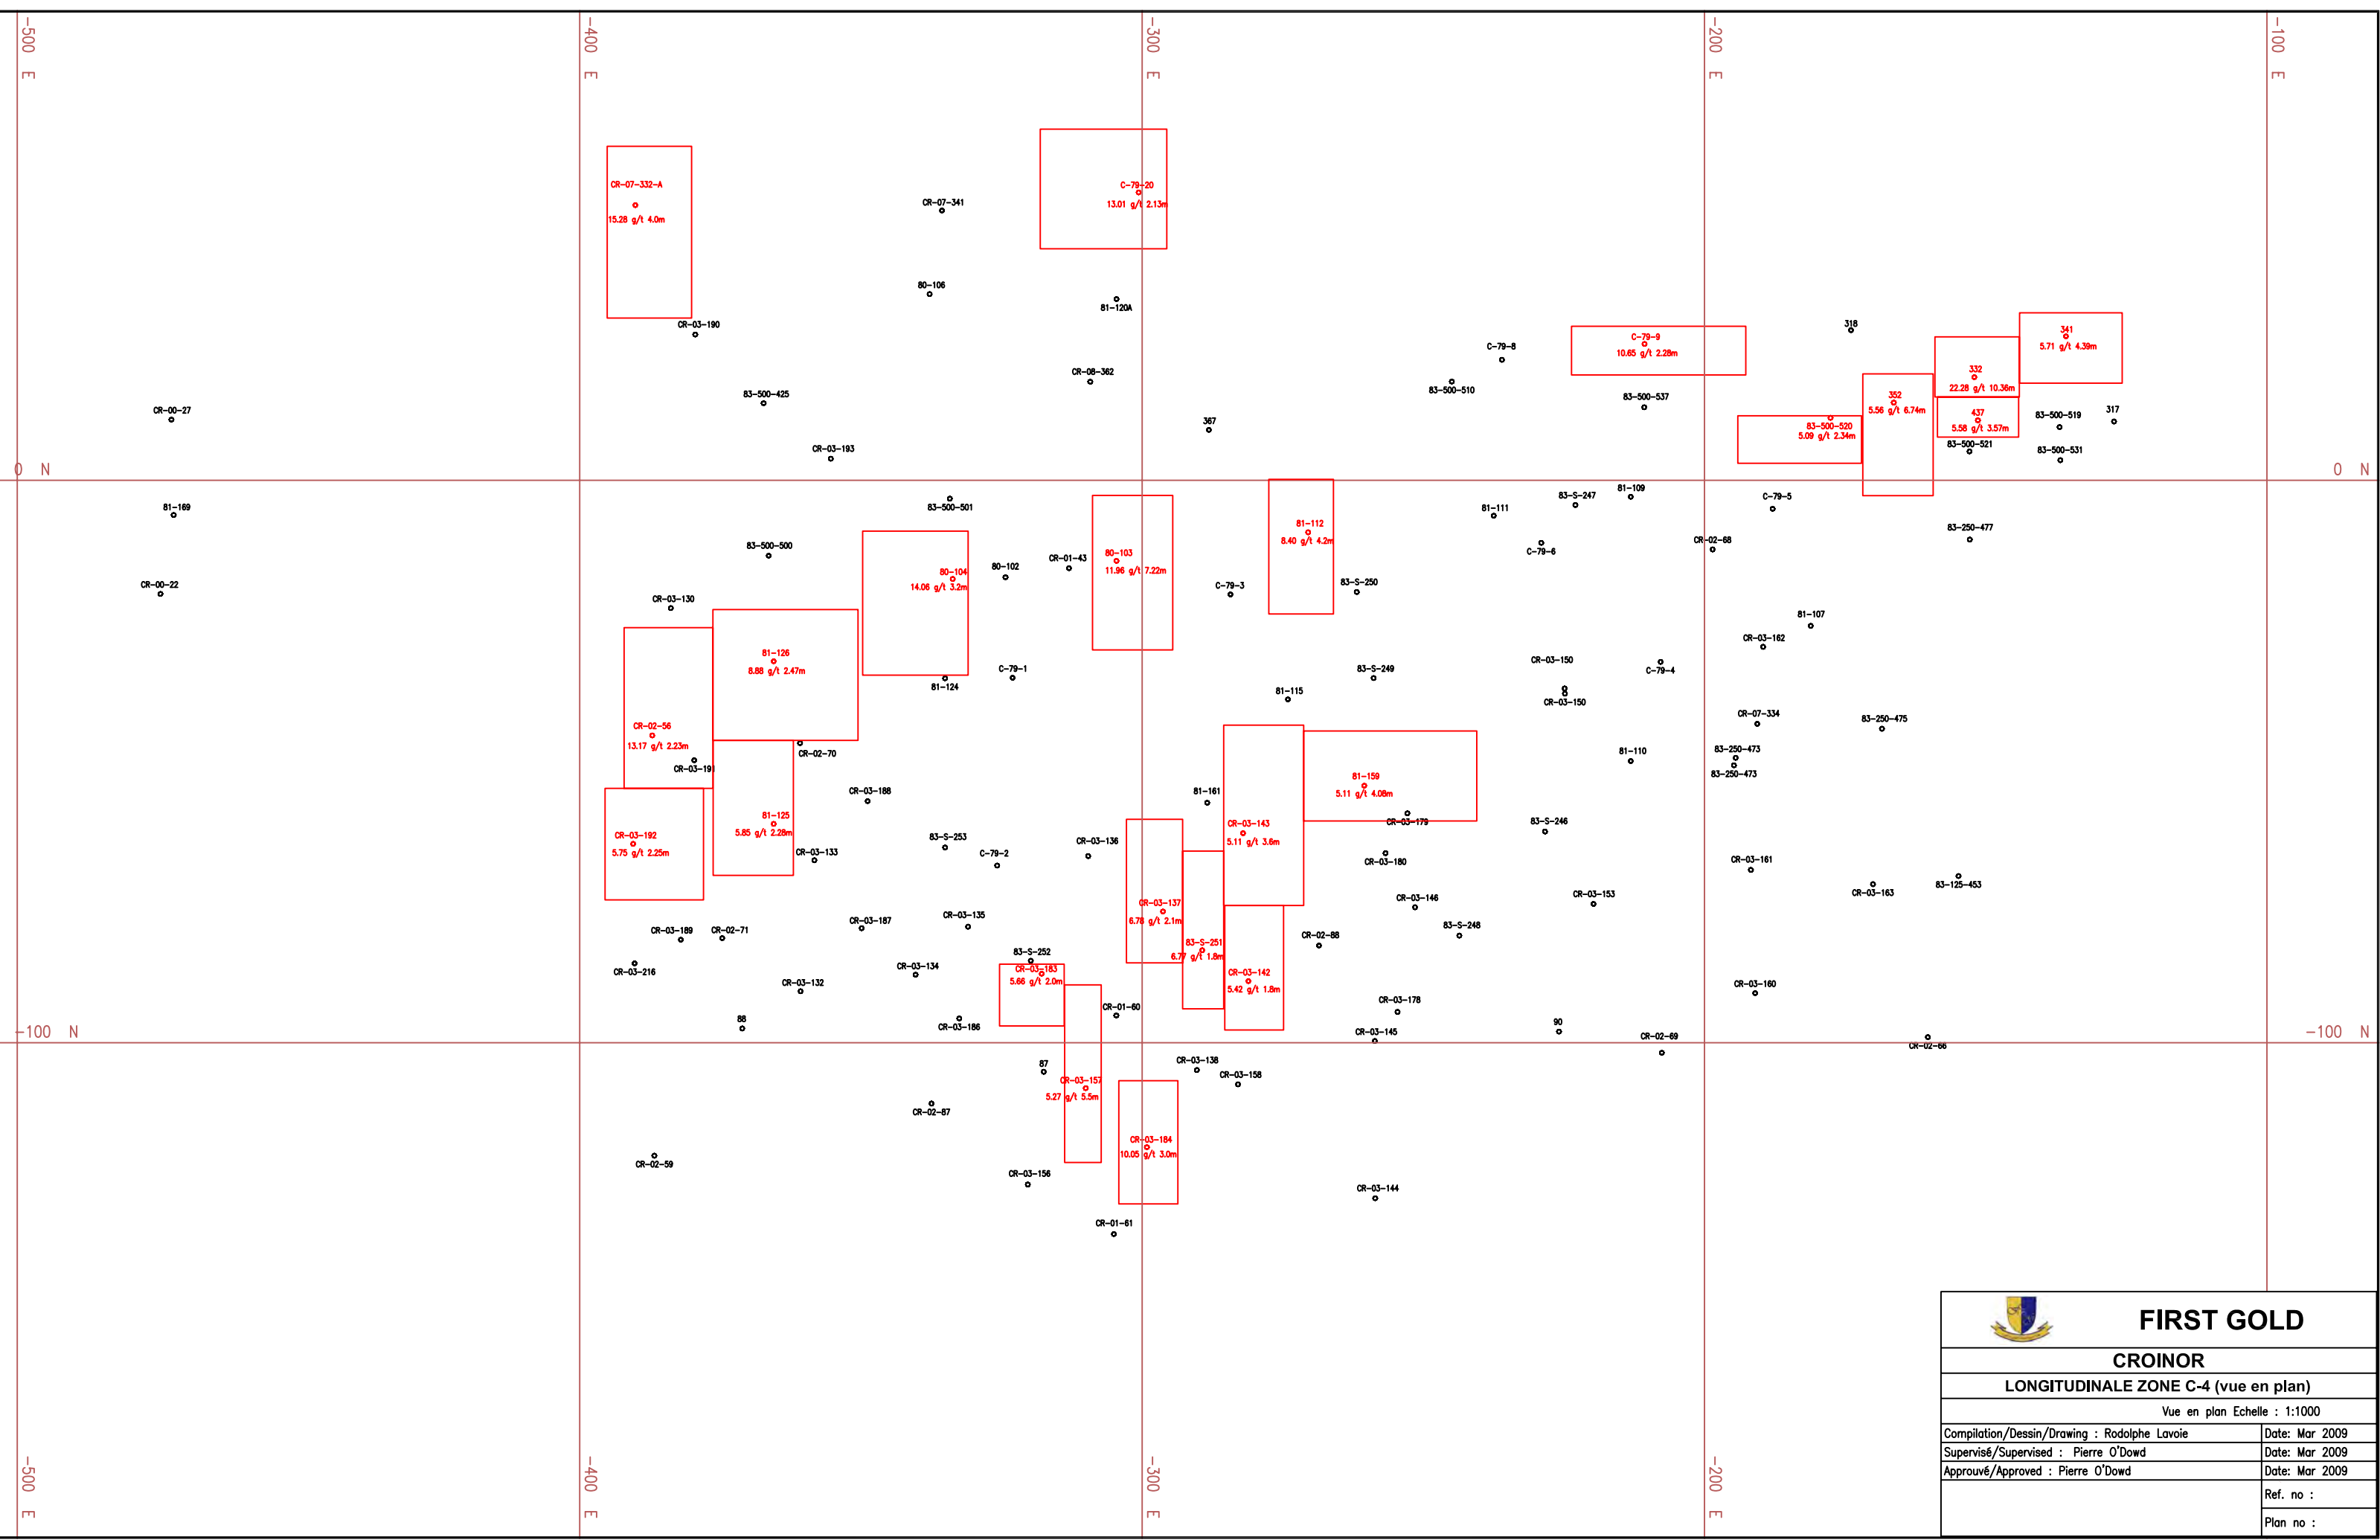 -500 E
-400 E
-300 E
-200 E
-100 E
CR-07-332-A
15.28 g/t 4.0m
CR-07-341
C-79-20
13.01 g/t 2.13m
80-106
81-120A
CR-03-190
318
C-79-9
10.65 g/t 2.28m
341
5.71 g/t 4.39m
C-79-8
CR-08-362
332
22.28 g/t 10.36m
83-500-510
83-500-425
83-500-537
352
5.56 g/t 6.74m
CR-00-27
367
437
5.58 g/t 3.57m
83-500-519
317
83-500-520
5.09 g/t 2.34m
83-500-521
83-500-531
CR-03-193
0 N
0 N
81-169
83-500-501
81-111
83-S-247
81-109
C-79-5
81-112
8.40 g/t 4.2m
83-250-477
83-500-500
C-79-6
CR-02-68
CR-01-43
80-103
11.96 g/t 7.22m
80-102
80-104
14.06 g/t 3.2m
CR-00-22
C-79-3
83-S-250
CR-03-130
81-107
CR-03-162
81-126
8.88 g/t 2.47m
CR-03-150
C-79-1
83-S-249
C-79-4
81-124
81-115
CR-03-150
CR-02-56
13.17 g/t 2.23m
CR-07-334
83-250-475
CR-02-70
CR-03-191
81-110
83-250-473
83-250-473
81-159
5.11 g/t 4.08m
CR-03-188
81-161
81-125
5.85 g/t 2.28m
CR-03-143
5.11 g/t 3.6m
CR-03-179
83-S-246
CR-03-192
5.75 g/t 2.25m
83-S-253
CR-03-136
CR-03-133
C-79-2
CR-03-180
CR-03-161
CR-03-163
83-125-453
CR-03-137
6.78 g/t 2.1m
CR-03-146
CR-03-153
CR-03-187
CR-03-135
CR-03-189
CR-02-71
83-S-251
6.77 g/t 1.8m
CR-02-88
83-S-248
83-S-252
CR-03-183
5.66 g/t 2.0m
CR-03-216
CR-03-134
CR-03-142
5.42 g/t 1.8m
CR-03-132
CR-03-160
CR-03-178
CR-01-60
88
CR-03-186
CR-03-145
90
CR-02-69
CR-02-66
-100 N
-100 N
87
CR-03-138
CR-03-158
CR-03-157
5.27 g/t 5.5m
CR-02-87
CR-03-184
10.05 g/t 3.0m
CR-02-59
CR-03-156
CR-03-144
CR-01-61
-500 E
-400 E
-300 E
-200 E
FIRST GOLD
CROINOR
LONGITUDINALE ZONE C-4 (vue en plan)
Vue en plan Echelle : 1:1000
Compilation/Dessin/Drawing : Rodolphe Lavoie
Date: Mar 2009
Supervisé/Supervised : Pierre O'Dowd
Date: Mar 2009
Approuvé/Approved : Pierre O'Dowd
Date: Mar 2009
Ref. no :
Plan no :